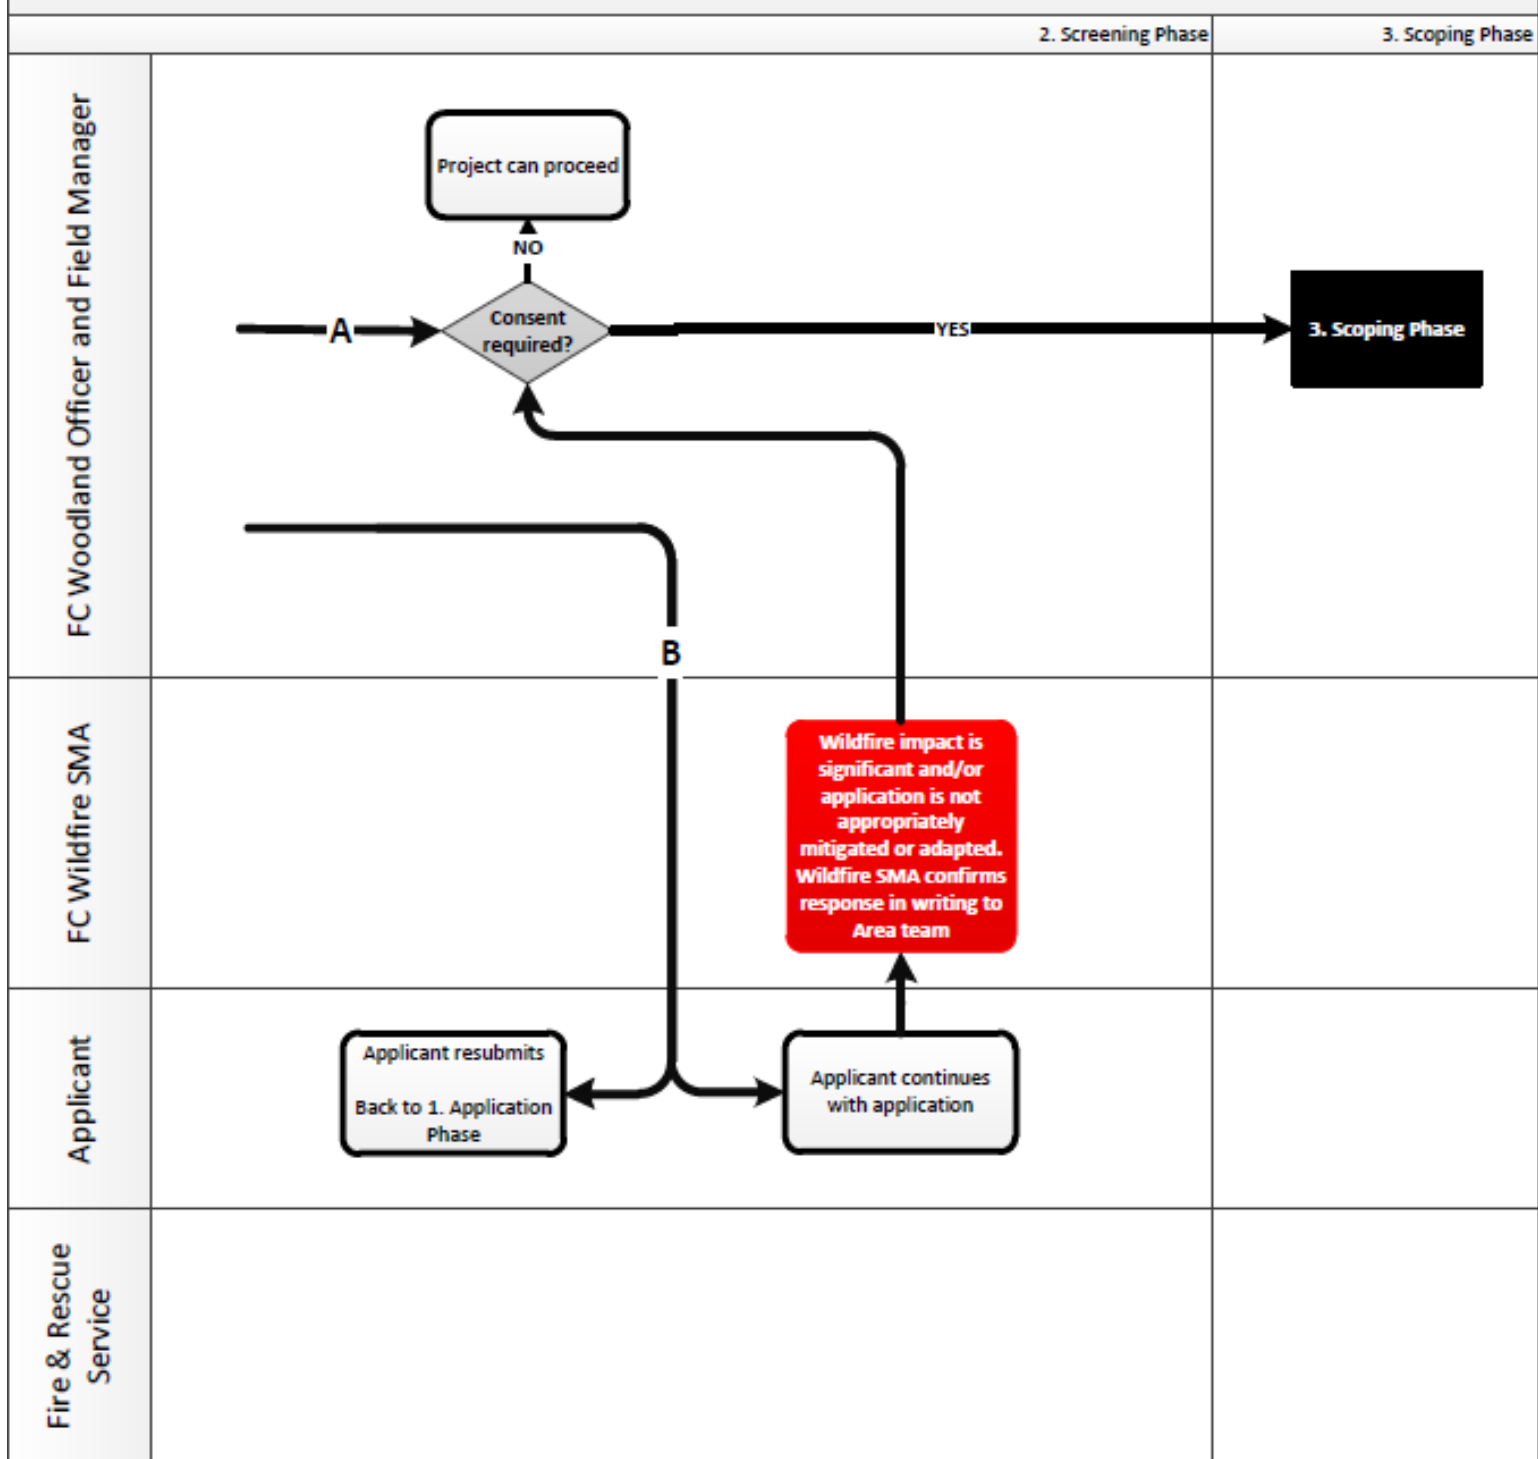 2. Screening Phase
3. Scoping Phase
FC Woodland Officer and Field Manager
Project can proceed
NO
A
Consent
required?
YES
3. Scoping Phase
B
FC Wildfire SMA
Wildfire impact is
significant and/or
application is not
appropriately
mitigated or adapted.
Wildfire SMA confirms
response in writing to
Area team
Applicant
Applicant resubmits
Back to 1. Application
Phase
Applicant continues
with application
Fire & Rescue
Service